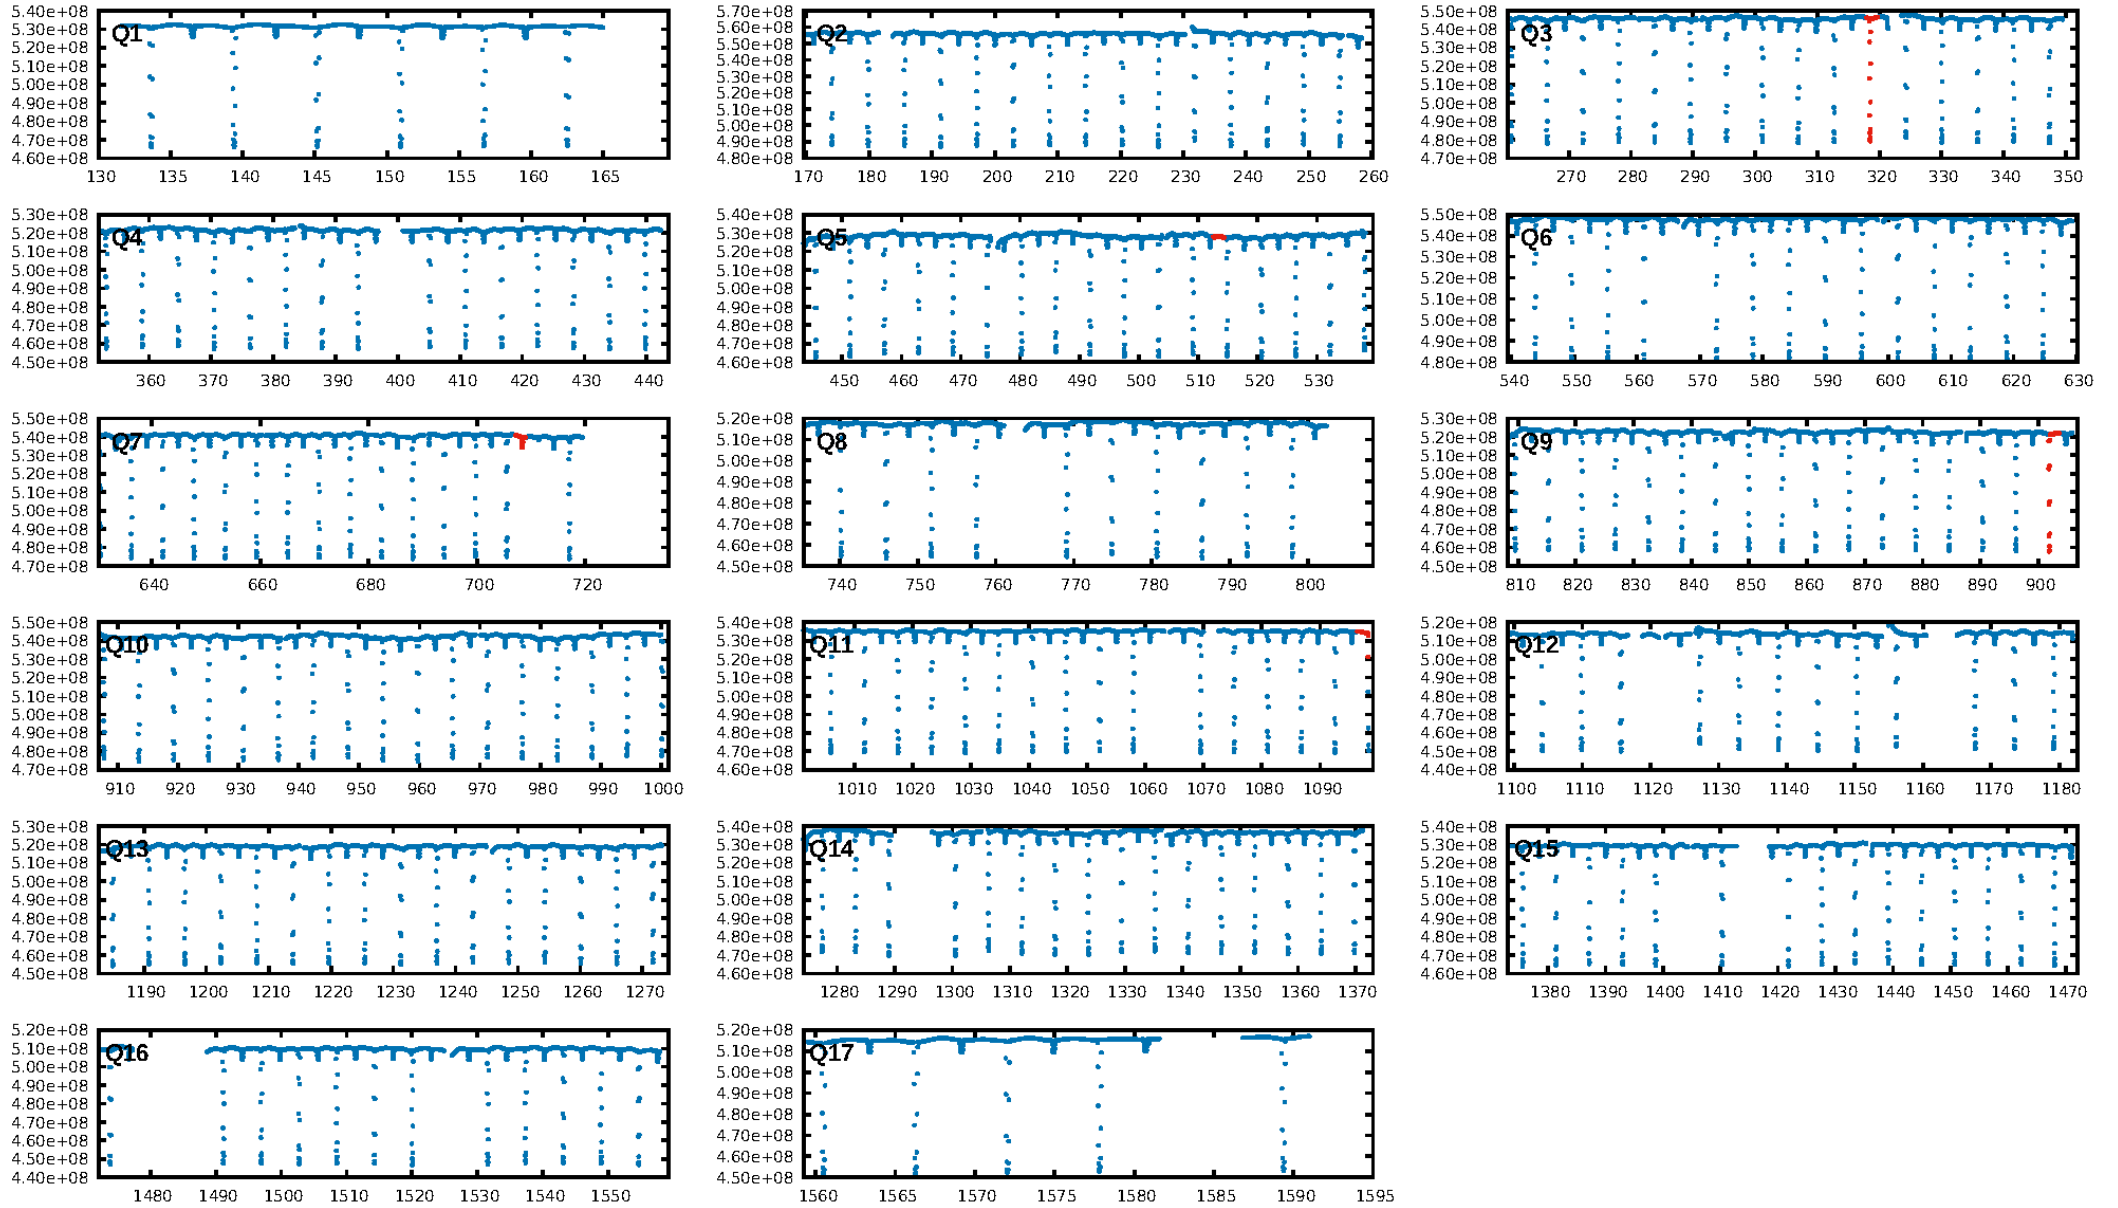 5.40e+08
5.30e+08
5.20e+08
5.10e+08
5.00e+08
4.90e+08
4.80e+08
4.70e+08
4.60e+08
Q1
130 135 140 145 150 155 160 165
5.70e+08
5.60e+08
5.50e+08
5.40e+08
5.30e+08
5.20e+08
5.10e+08
5.00e+08
4.90e+08
4.80e+08
Q2
170 180 190 200 210 220 230 240 250 260
5.50e+08
5.40e+08
5.30e+08
5.20e+08
5.10e+08
5.00e+08
4.90e+08
4.80e+08
4.70e+08
Q3
270 280 290 300 310 320 330 340 350
5.30e+08
5.20e+08
5.10e+08
5.00e+08
4.90e+08
4.80e+08
4.70e+08
4.60e+08
4.50e+08
Q4
360 370 380 390 400 410 420 430 440
5.40e+08
5.30e+08
5.20e+08
5.10e+08
5.00e+08
4.90e+08
4.80e+08
4.70e+08
4.60e+08
Q5
450 460 470 480 490 500 510 520 530
5.50e+08
5.40e+08
5.30e+08
5.20e+08
5.10e+08
5.00e+08
4.90e+08
4.80e+08
Q6
540 550 560 570 580 590 600 610 620 630
5.50e+08
5.40e+08
5.30e+08
5.20e+08
5.10e+08
5.00e+08
4.90e+08
4.80e+08
4.70e+08
Q7
640 660 680 700 720
5.20e+08
5.10e+08
5.00e+08
4.90e+08
4.80e+08
4.70e+08
4.60e+08
4.50e+08
Q8
740 750 760 770 780 790 800
5.30e+08
5.20e+08
5.10e+08
5.00e+08
4.90e+08
4.80e+08
4.70e+08
4.60e+08
4.50e+08
Q9
810 820 830 840 850 860 870 880 890 900
5.50e+08
5.40e+08
5.30e+08
5.20e+08
5.10e+08
5.00e+08
4.90e+08
4.80e+08
4.70e+08
Q10
910 920 930 940 950 960 970 980 990 1000
5.40e+08
5.30e+08
5.20e+08
5.10e+08
5.00e+08
4.90e+08
4.80e+08
4.70e+08
4.60e+08
Q11
1010 1020 1030 1040 1050 1060 1070 1080 1090
5.20e+08
5.10e+08
5.00e+08
4.90e+08
4.80e+08
4.70e+08
4.60e+08
4.50e+08
4.40e+08
Q12
1100 1110 1120 1130 1140 1150 1160 1170 1180
5.30e+08
5.20e+08
5.10e+08
5.00e+08
4.90e+08
4.80e+08
4.70e+08
4.60e+08
4.50e+08
Q13
1190 1200 1210 1220 1230 1240 1250 1260 1270
5.40e+08
5.30e+08
5.20e+08
5.10e+08
5.00e+08
4.90e+08
4.80e+08
4.70e+08
4.60e+08
Q14
1280 1290 1300 1310 1320 1330 1340 1350 1360 1370
5.40e+08
5.30e+08
5.20e+08
5.10e+08
5.00e+08
4.90e+08
4.80e+08
4.70e+08
4.60e+08
Q15
1380 1390 1400 1410 1420 1430 1440 1450 1460 1470
5.20e+08
5.10e+08
5.00e+08
4.90e+08
4.80e+08
4.70e+08
4.60e+08
4.50e+08
4.40e+08
Q16
1480 1490 1500 1510 1520 1530 1540 1550
5.20e+08
5.10e+08
5.00e+08
4.90e+08
4.80e+08
4.70e+08
4.60e+08
4.50e+08
Q17
1560 1565 1570 1575 1580 1585 1590 1595